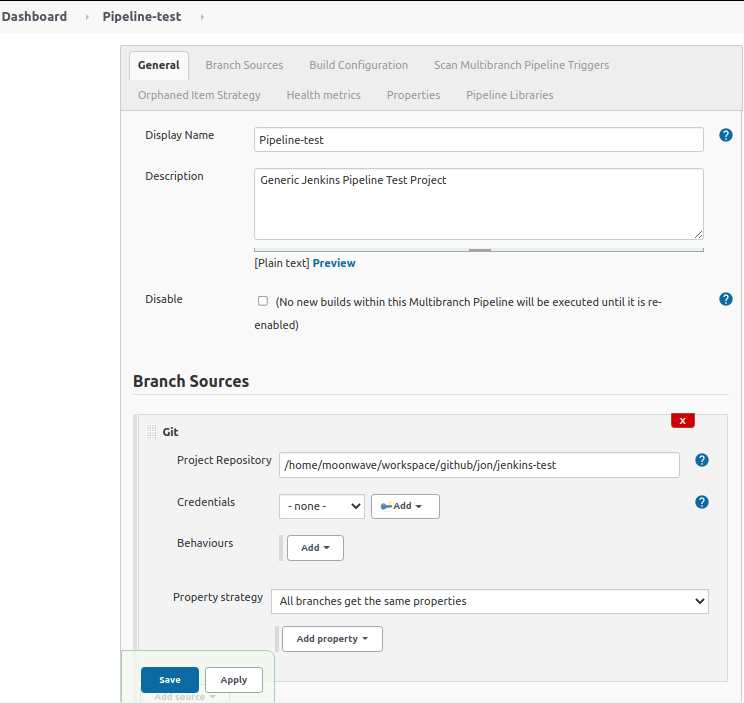 Dashboard › Pipeline-test ›
General Branch Sources Build Configuration Scan Multibranch Pipeline Triggers
Orphaned Item Strategy Health metrics Properties Pipeline Libraries
Display Name Pipeline-test ?
Description Generic Jenkins Pipeline Test Project
[Plain text] Preview
Disable (No new builds within this Multibranch Pipeline will be executed until it is re- ?
enabled)
Branch Sources
X
Git
Project Repository /home/moonwave/workspace/github/jon/jenkins-test ?
Credentials - none - Add ?
Behaviours Add
Property strategy All branches get the same properties
Add property
Save Apply
Add source